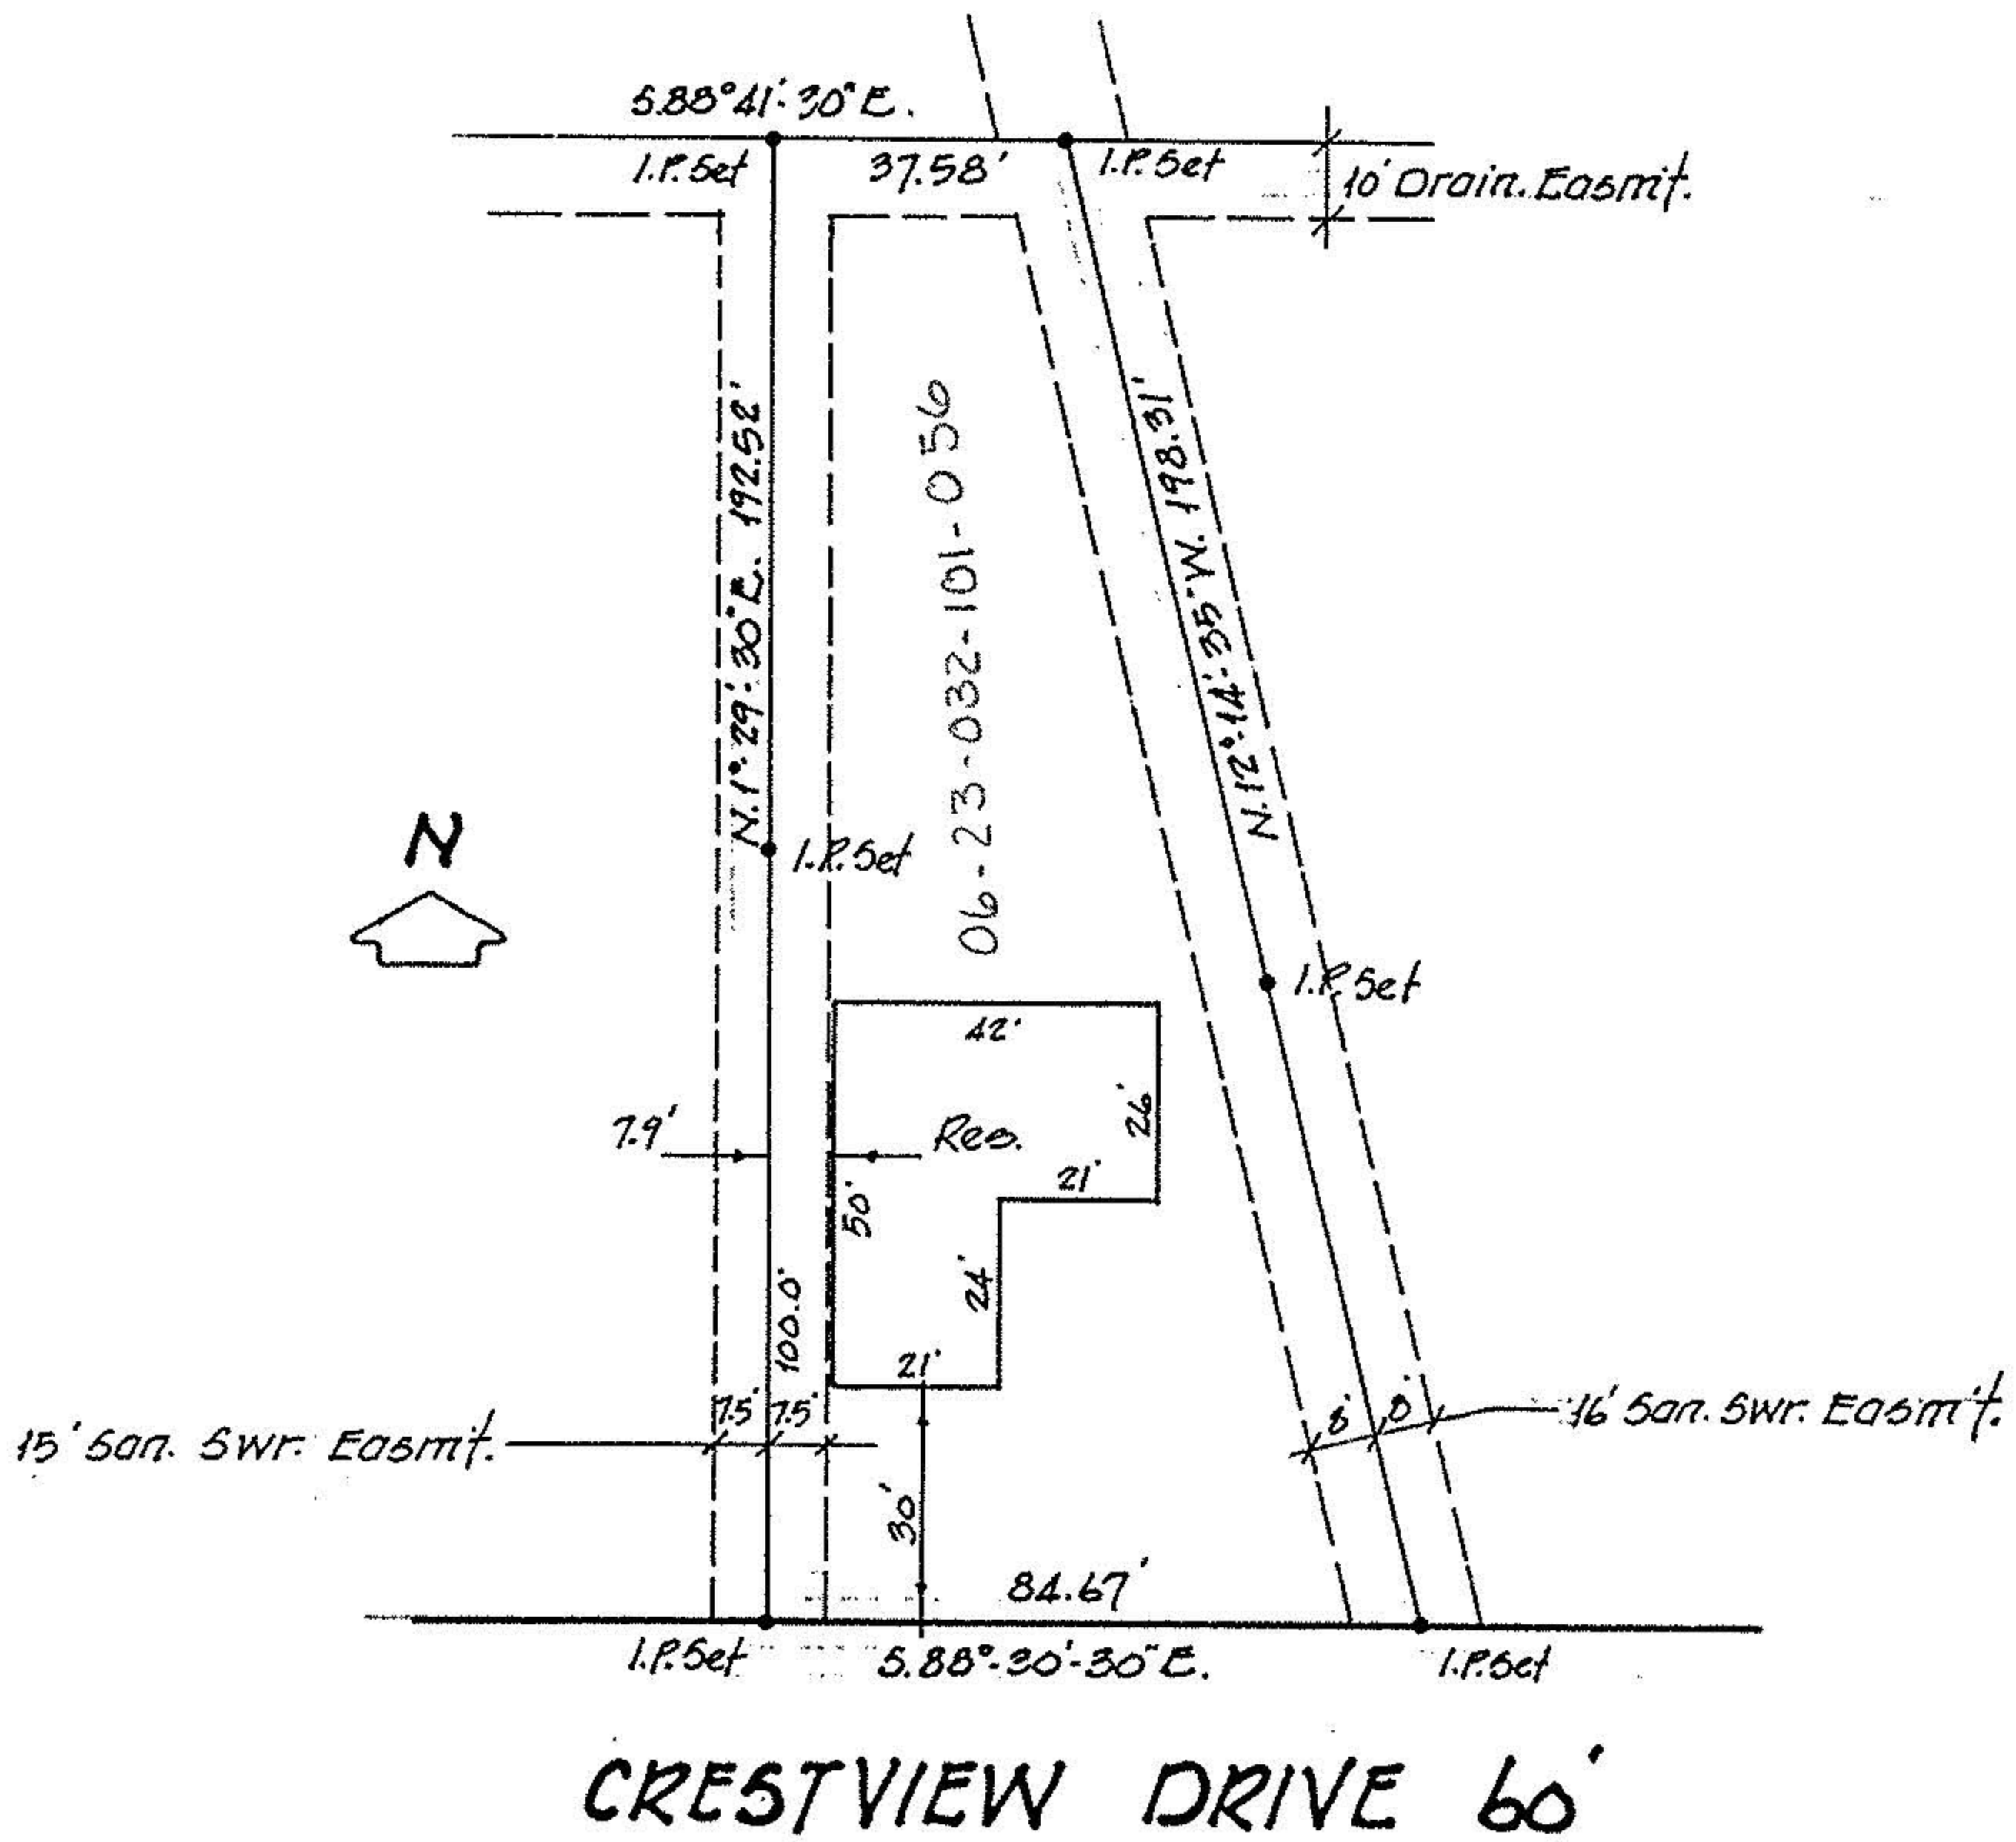 S.88°41'-30"E.
I.P. Set
37.58'
I.P. Set
10' Drain. Easm't.
N.1°-29'-30"E. 192.52'
06-23-032-101-056
N.12°-14'-35"W. 198.31'
N
I.P. Set
I.P. Set
42'
7.9'
Res.
26'
21'
50'
24'
100.0'
21'
7.5' 7.5'
8' 8'
15' San. Swr. Easm't.
16' San. Swr. Easm't.
30'
84.67'
I.P. Set
S.88°-30'-30"E.
I.P. Set
CRESTVIEW DRIVE 60'